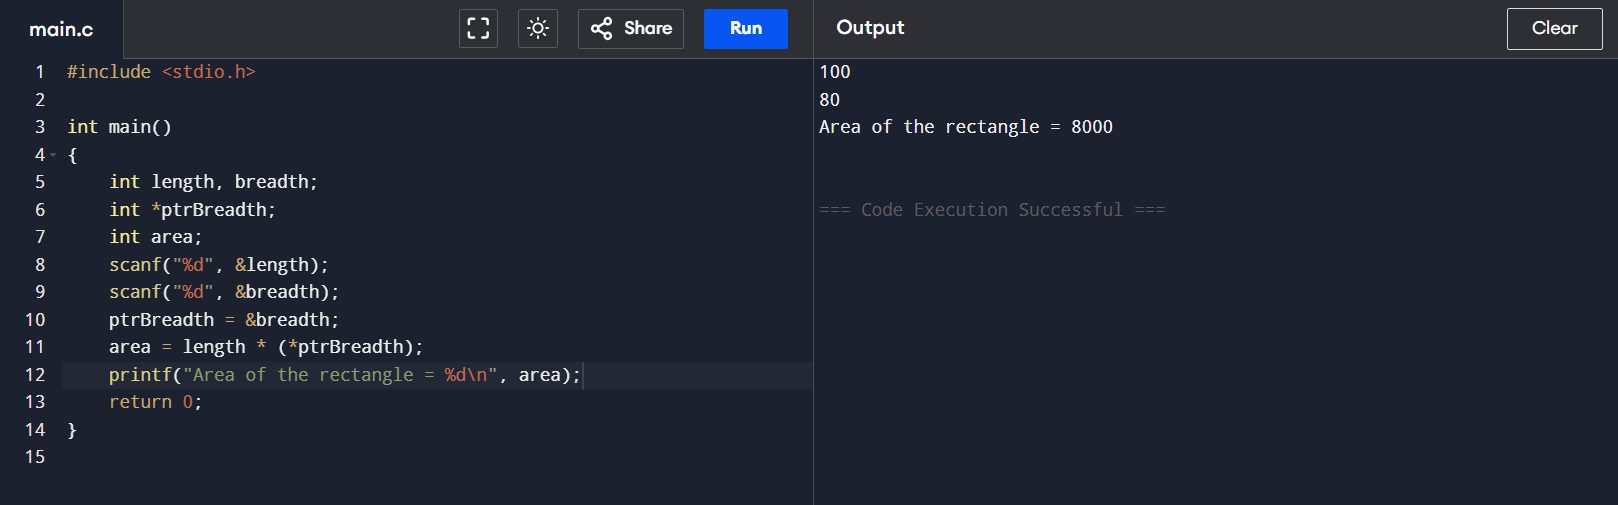 main.c
Share
Run
Output
Clear
1 #include <stdio.h>
2
3 int main()
4 {
5     int length, breadth;
6     int *ptrBreadth;
7     int area;
8     scanf("%d", &length);
9     scanf("%d", &breadth);
10     ptrBreadth = &breadth;
11     area = length * (*ptrBreadth);
12     printf("Area of the rectangle = %d\n", area);
13     return 0;
14 }
15
100
80
Area of the rectangle = 8000
=== Code Execution Successful ===